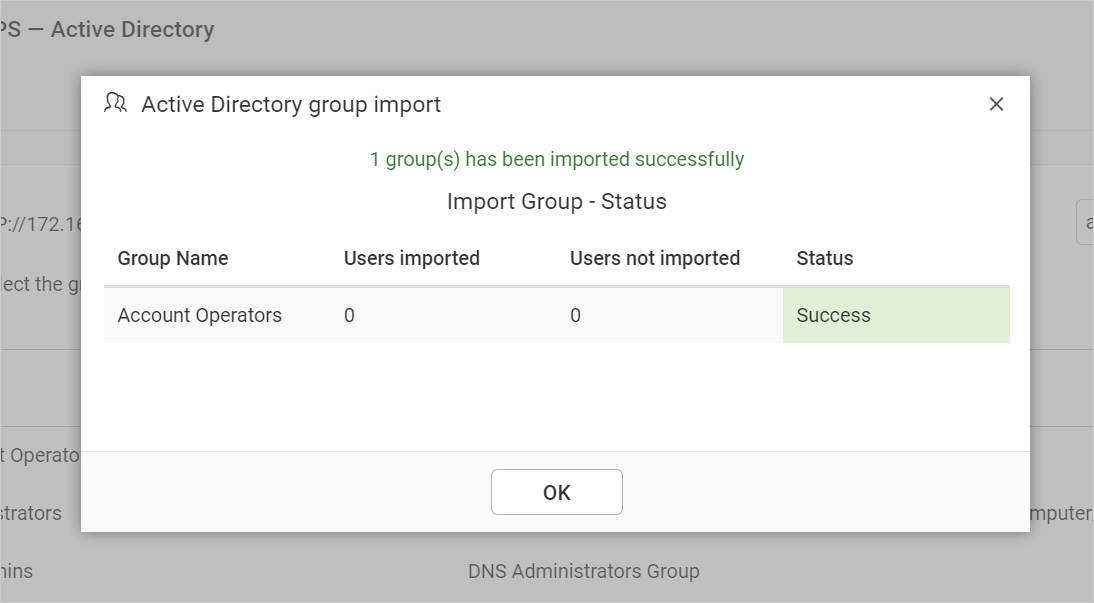 PS — Active Directory
Active Directory group import
1 group(s) has been imported successfully
Import Group - Status
Group Name Users imported Users not imported Status
Account Operators 0 0 Success
OK
P://172.16
lect the
t Operato
strators
mputer
DNS Administrators Group